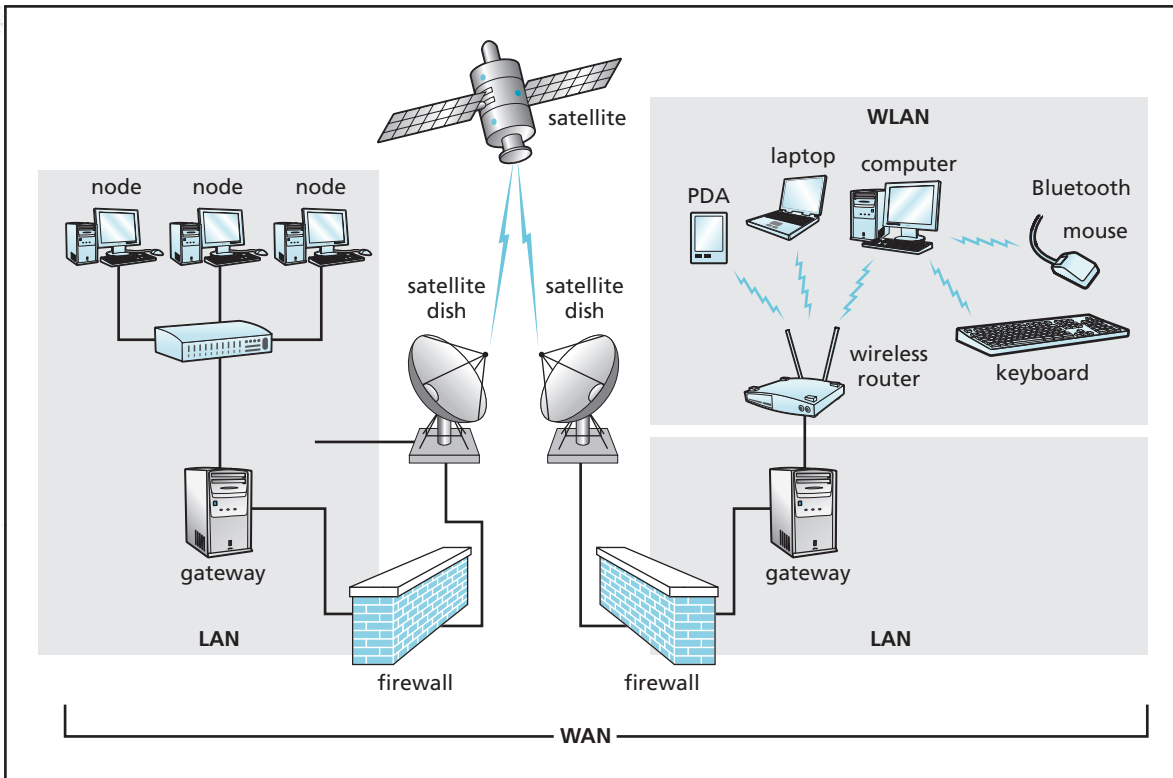 satellite
WLAN
laptop
computer
PDA
Bluetooth
mouse
node
node
node
satellite
dish
satellite
dish
wireless
router
keyboard
gateway
gateway
LAN
LAN
firewall
firewall
WAN